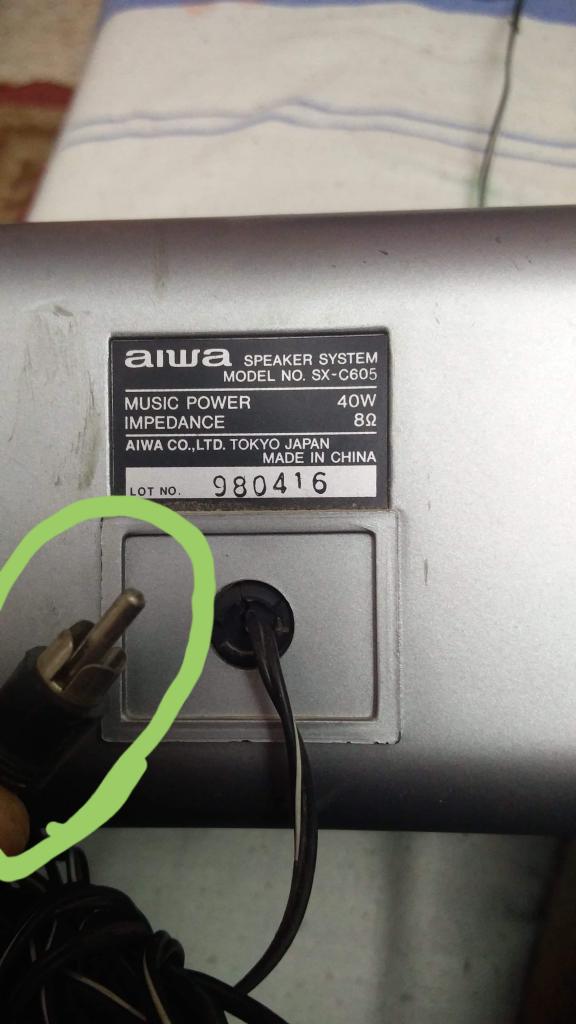 aiwa SPEAKER SYSTEM
MODEL NO. SX-C605
MUSIC POWER 40W
IMPEDANCE 8Ω
AIWA CO.,LTD. TOKYO JAPAN
MADE IN CHINA
LOT NO. 980416